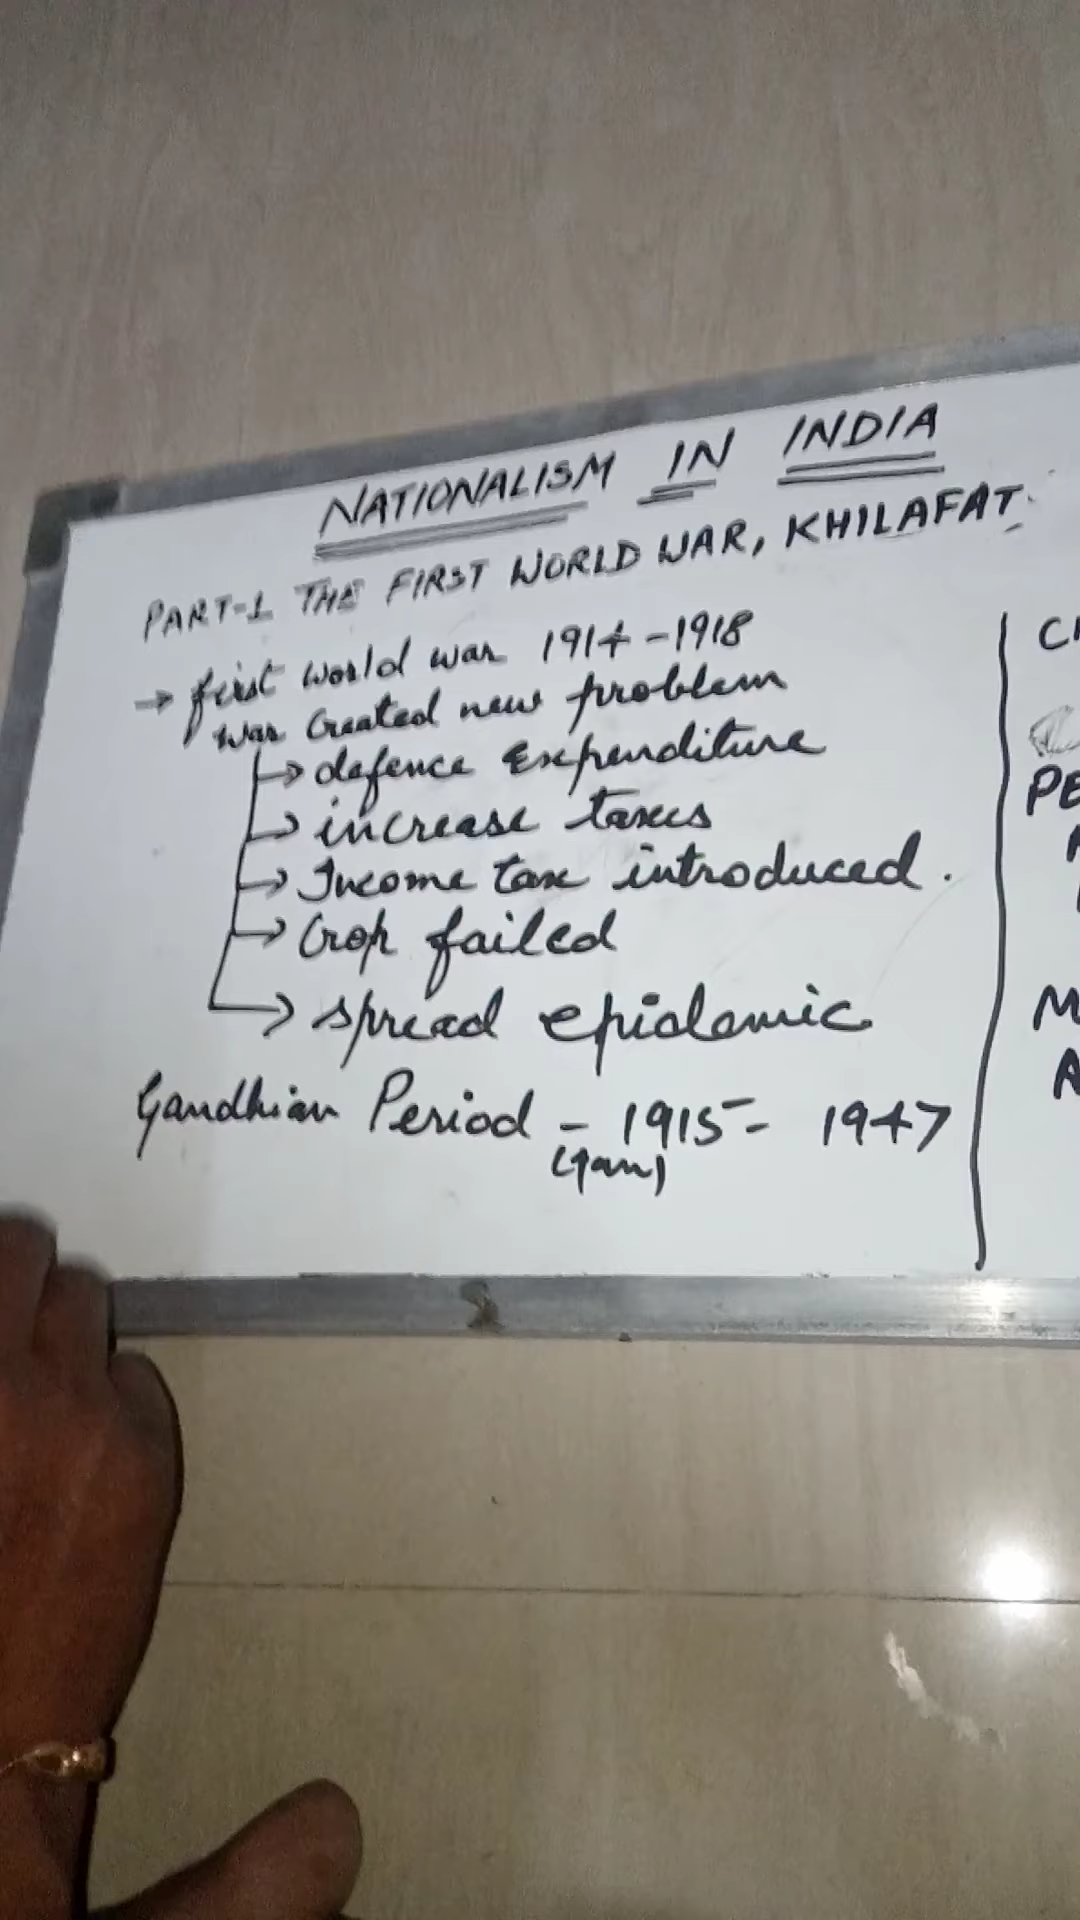 NATIONALISM IN INDIA
PART-1 THE FIRST WORLD WAR, KHILAFAT
→ first world war 1914-1918
war created new problem
→ defence Expenditure
→ increase taxes
→ Income tax introduced.
→ Crop failed
→ spread epidemic
Gandhian Period - 1915 - 1947
(Jan)
PE
M
A